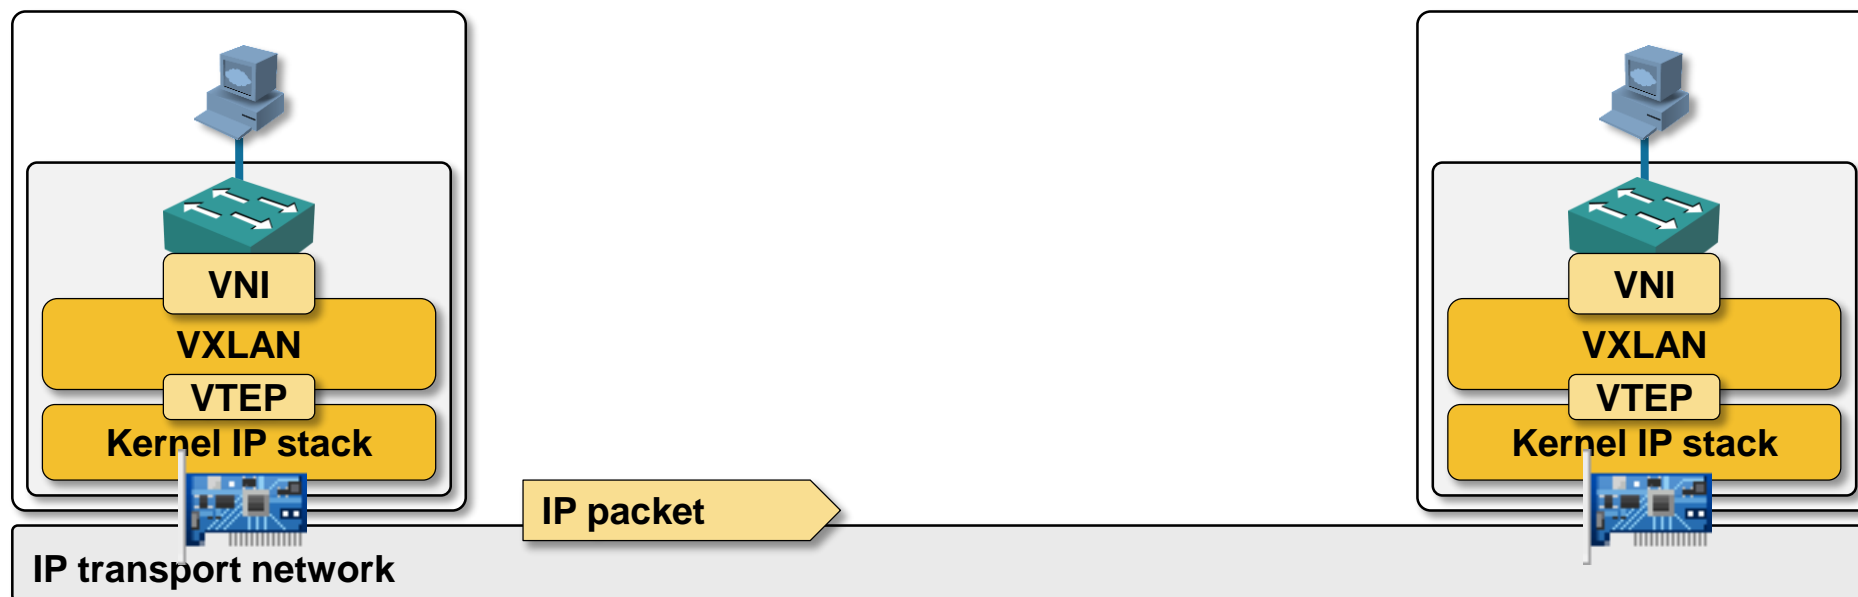 VNI
VXLAN
VTEP
Kernel IP stack
VNI
VXLAN
VTEP
Kernel IP stack
IP packet
IP transport network